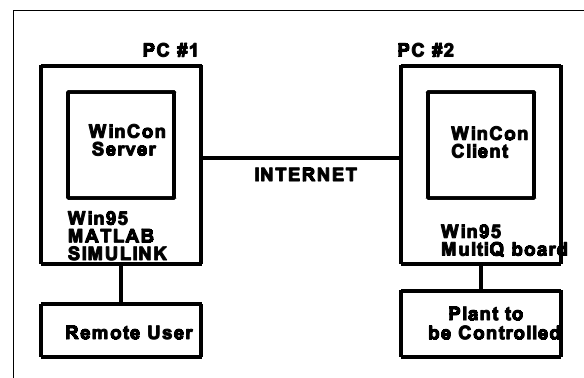 PC #1
PC #2
WinCon
Server
WinCon
Client
INTERNET
Win95
MATLAB
SIMULINK
Win95
MultiQ board
Remote User
Plant to
be Controlled